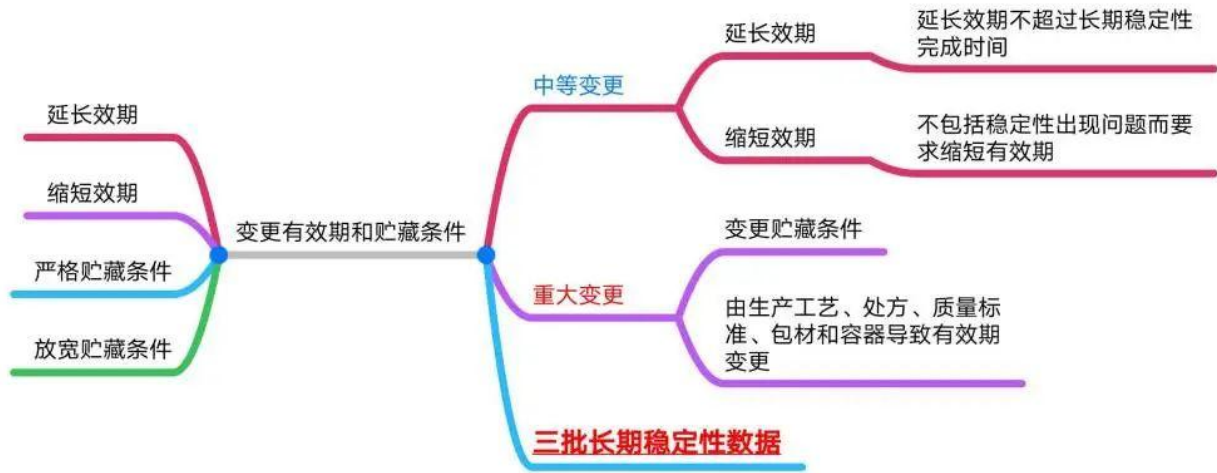 延长效期
缩短效期
严格贮藏条件
放宽贮藏条件
变更有效期和贮藏条件
中等变更
延长效期
延长效期不超过长期稳定性
完成时间
缩短效期
不包括稳定性出现问题而要
求缩短有效期
重大变更
变更贮藏条件
由生产工艺、处方、质量标
准、包材和容器导致有效期
变更
三批长期稳定性数据